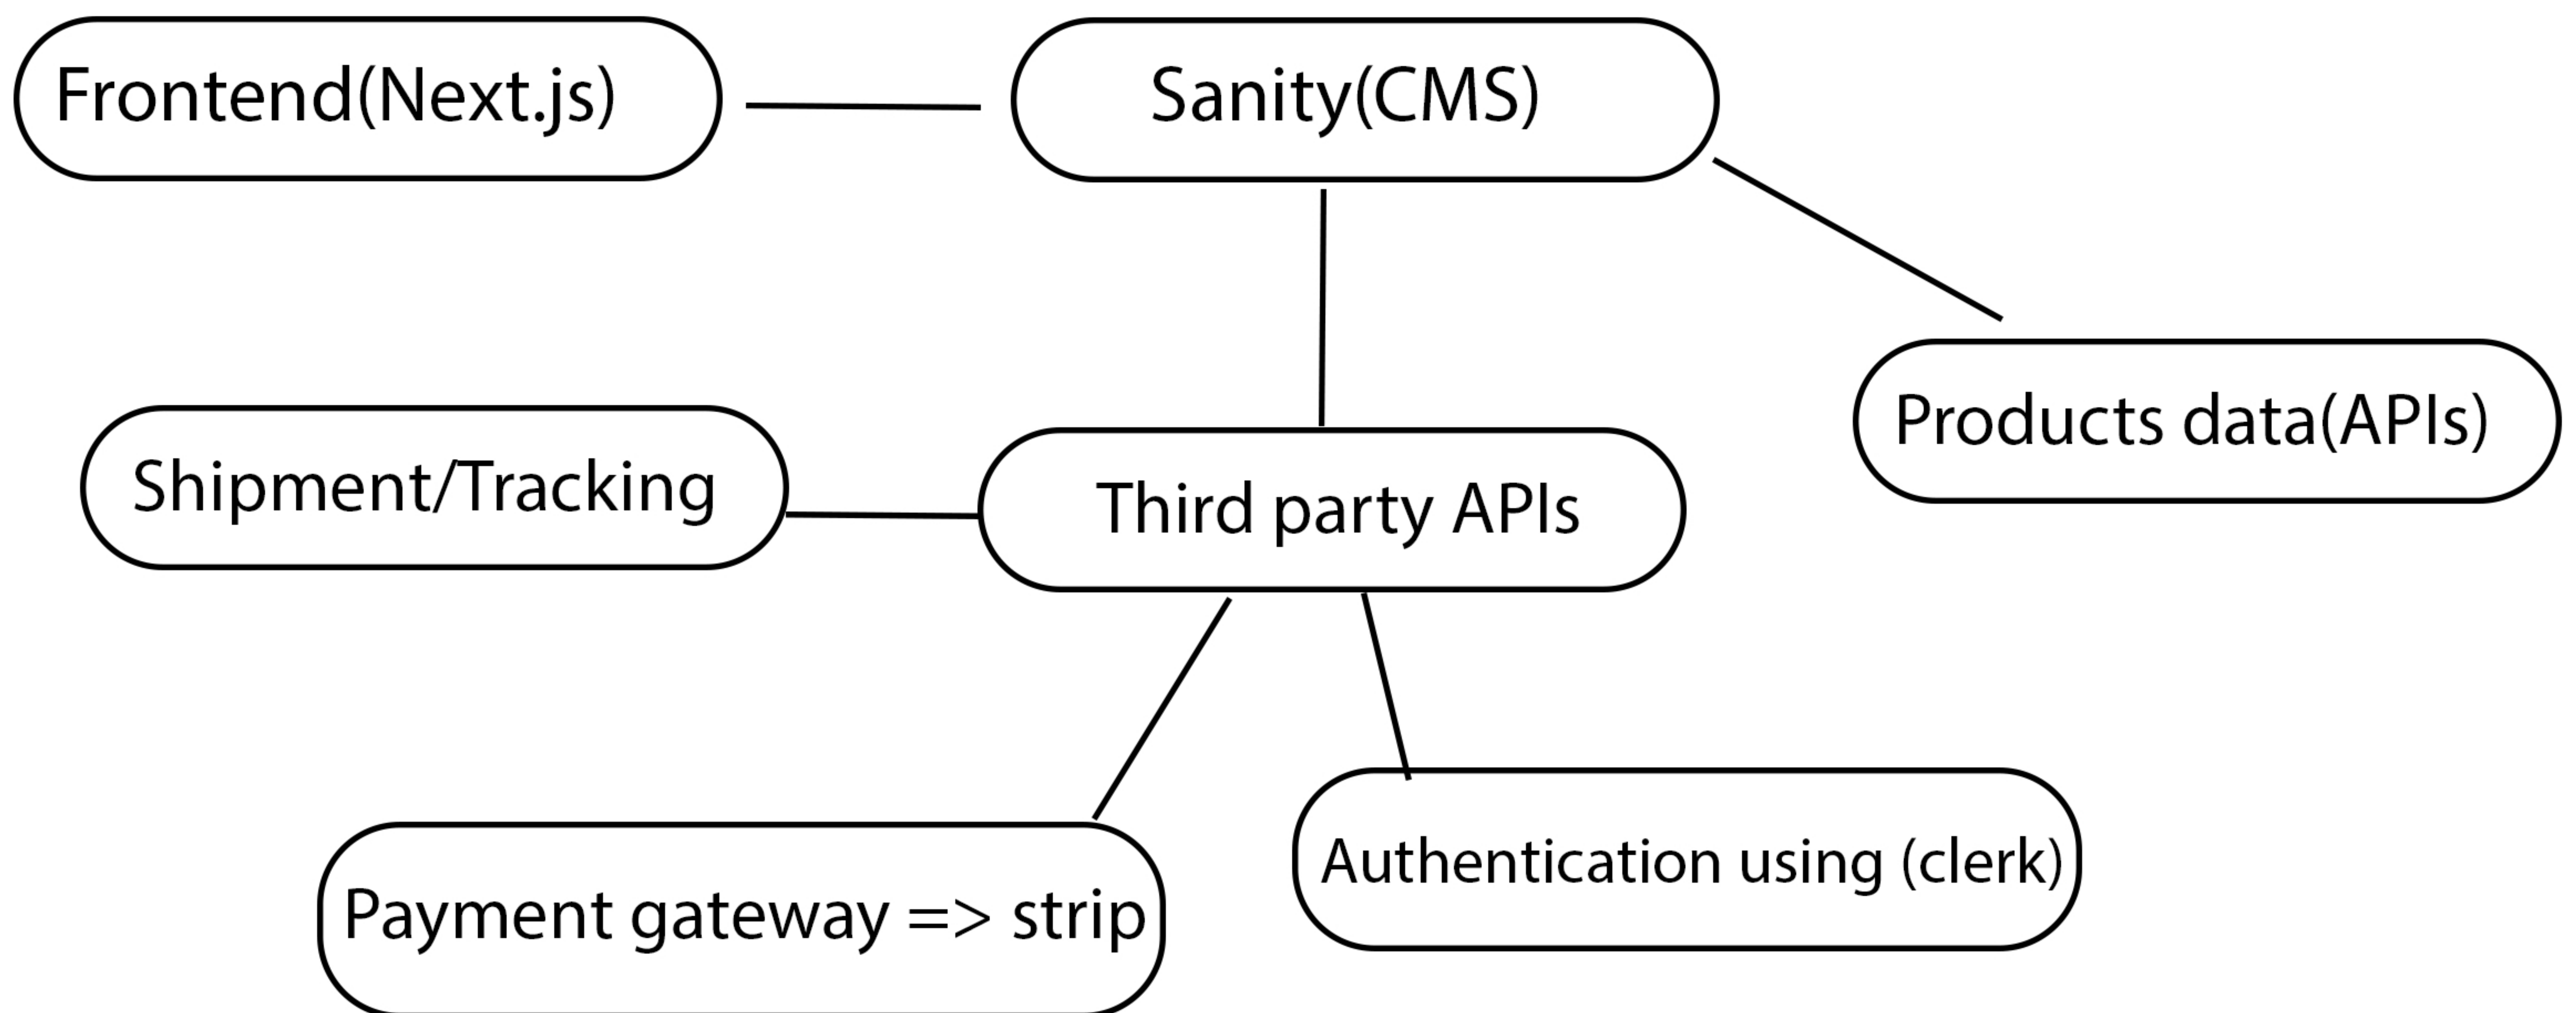 Frontend(Next.js)
Sanity(CMS)
Products data(APIs)
Shipment/Tracking
Third party APIs
Payment gateway => strip
Authentication using (clerk)